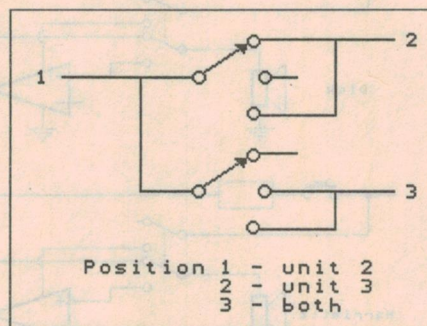 2
1
3
Position 1 - unit 2
2 - unit 3
3 - both